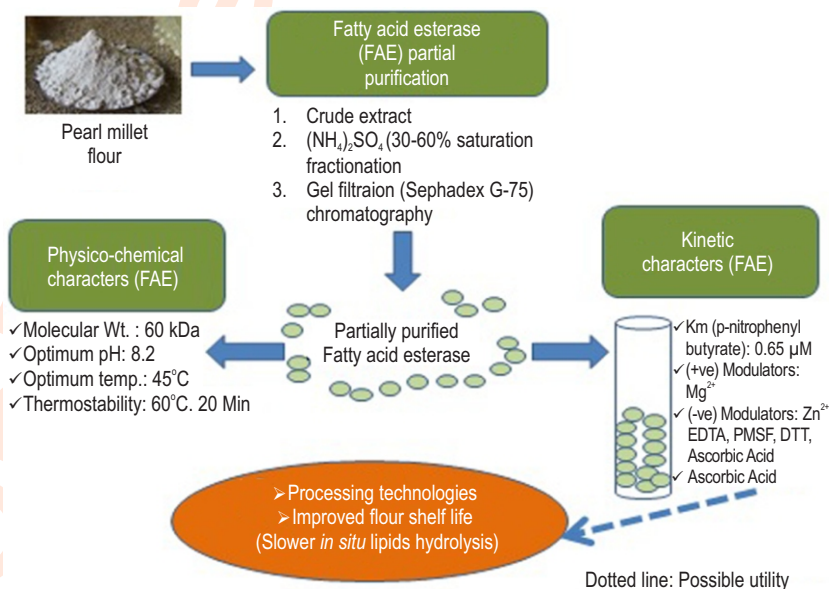 Fatty acid esterase
(FAE) partial
purification
Pearl millet
flour
1. Crude extract
2. (NH₄)₂SO₄ (30-60% saturation
fractionation
3. Gel filtraion (Sephadex G-75)
chromatography
Physico-chemical
characters (FAE)
✓Molecular Wt. : 60 kDa
✓Optimum pH: 8.2
✓Optimum temp.: 45°C
✓Thermostability: 60°C. 20 Min
Partially purified
Fatty acid esterase
Kinetic
characters (FAE)
✓Km (p-nitrophenyl
butyrate): 0.65 µM
✓(+ve) Modulators:
Mg²⁺
✓(-ve) Modulators: Zn²⁺
EDTA, PMSF, DTT,
Ascorbic Acid
✓ Ascorbic Acid
➢Processing technologies
➢Improved flour shelf life
(Slower in situ lipids hydrolysis)
Dotted line: Possible utility